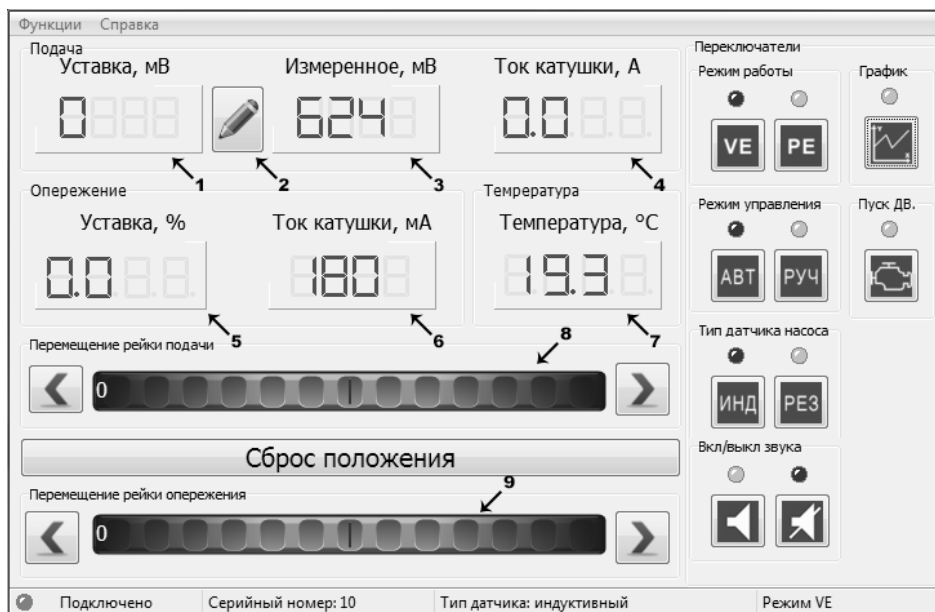 Функции Справка
Подача
Уставка, мВ Измеренное, мВ Ток катушки, А
0 624 0.0
1 2 3 4
Опережение Температура
Уставка, % Ток катушки, мА Температура, °C
0.0 180 19.3
5 6 7
Перемещение рейки подачи
8
0
Сброс положения
Перемещение рейки опережения
9
0
Переключатели
Режим работы График
VE PE
Режим управления Пуск ДВ.
АВТ РУЧ
Тип датчика насоса
ИНД РЕЗ
Вкл/выкл звука
Подключено Серийный номер: 10 Тип датчика: индуктивный Режим VE